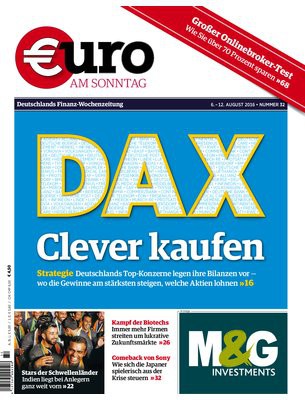 Großer Onlinebroker-Test
Wie Sie über 70 Prozent sparen »68
€uro
AM SONNTAG
Deutschlands Finanz-Wochenzeitung
6. – 12. AUGUST 2016 • NUMMER 32
DAX
Clever kaufen
Strategie Deutschlands Top-Konzerne legen ihre Bilanzen vor –
wo die Gewinne am stärksten steigen, welche Aktien lohnen »16
Kampf der Biotechs
Immer mehr Firmen
streiten um lukrative
Zukunftsmärkte »26
Comeback von Sony
Wie sich die Japaner
spielerisch aus der
Krise steuern »32
Stars der Schwellenländer
Indien liegt bei Anlegern
ganz weit vorn »22
M&G
INVESTMENTS